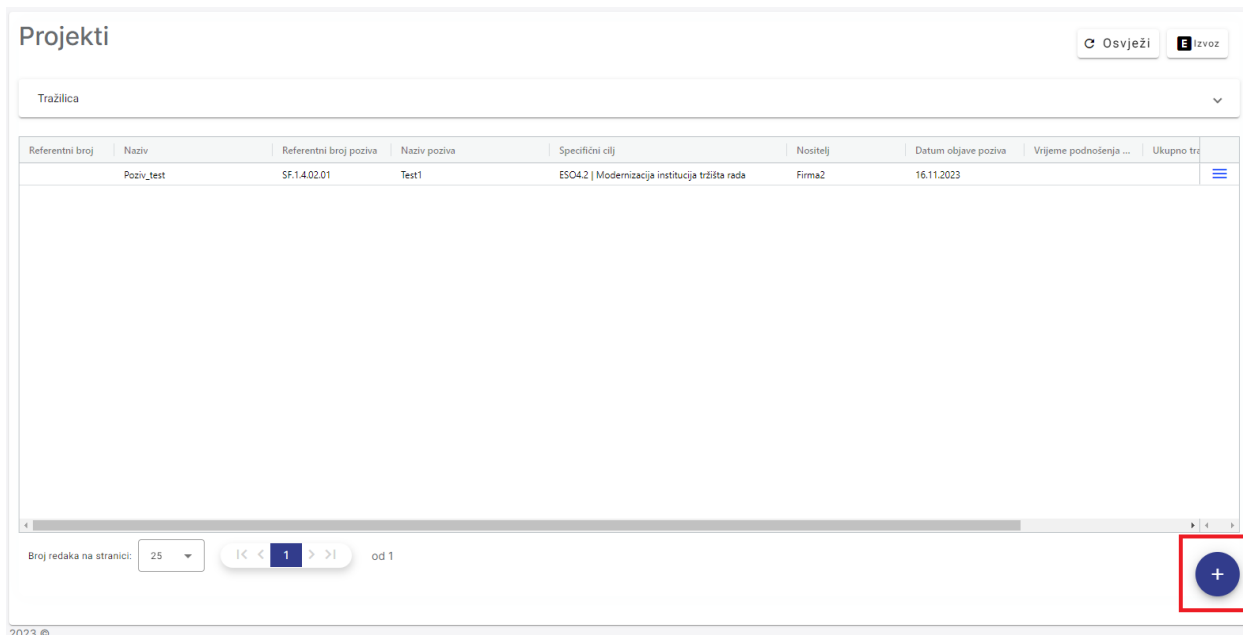 Projekti
Osvježi
E Izvoz
Tražilica
Referentni broj Naziv Referentni broj poziva Naziv poziva Specifični cilj Nositelj Datum objave poziva Vrijeme podnošenja ... Ukupno tra
Poziv_test SF.1.4.02.01 Test1 ESO4.2 | Modernizacija institucija tržišta rada Firma2 16.11.2023
Broj redaka na stranici: 25 1 od 1
+
2023 ©